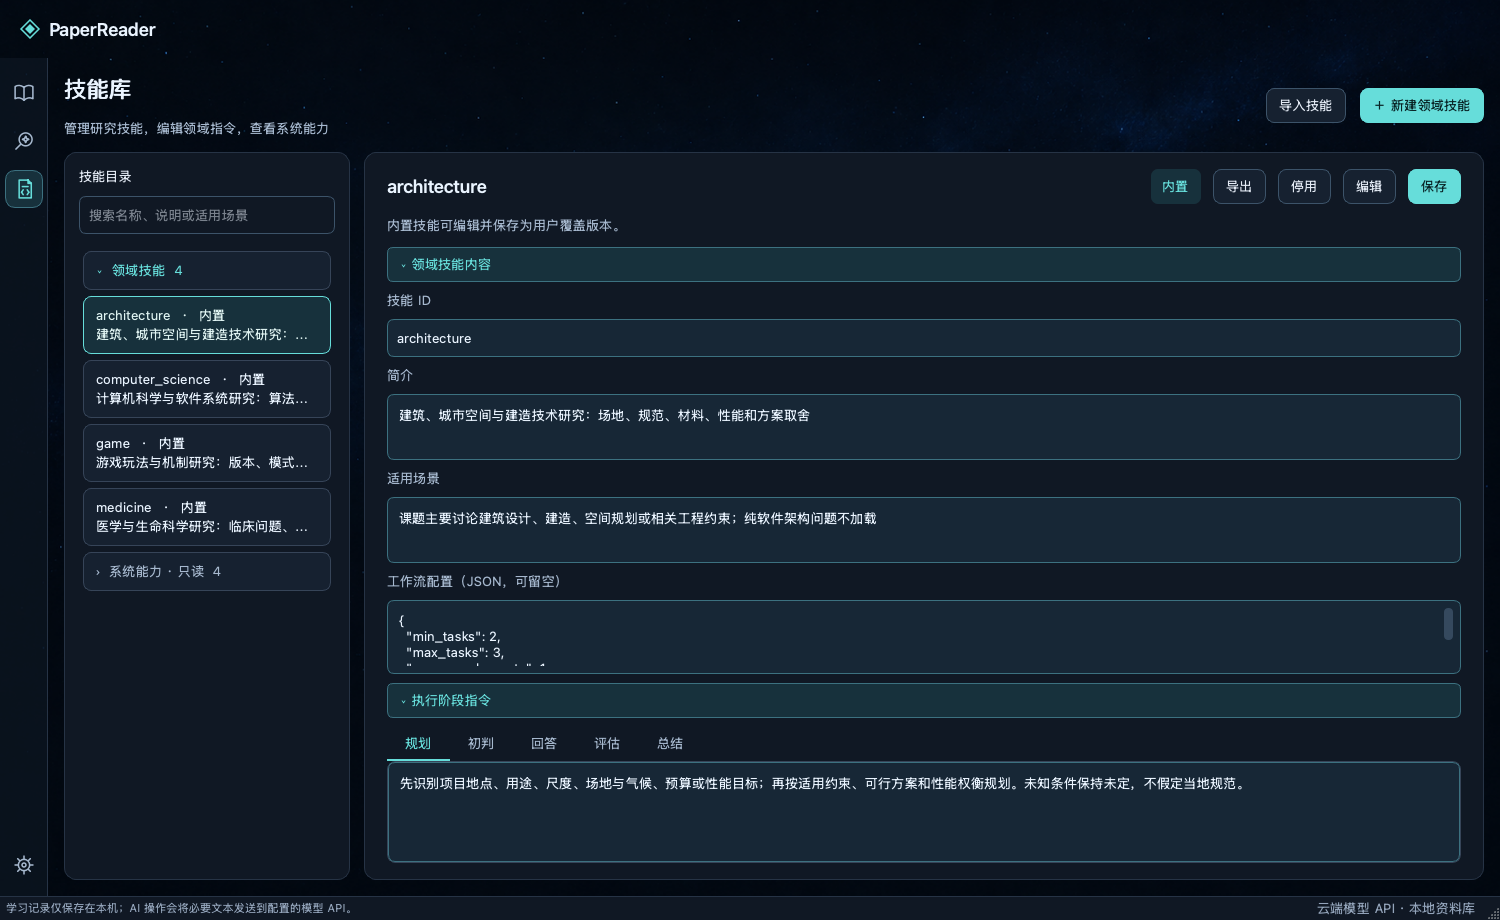 PaperReader
技能库
管理研究技能，编辑领域指令，查看系统能力
导入技能
＋ 新建领域技能
技能目录
搜索名称、说明或适用场景
领域技能 4
architecture · 内置
建筑、城市空间与建造技术研究：...
computer_science · 内置
计算机科学与软件系统研究：算法...
game · 内置
游戏玩法与机制研究：版本、模式...
medicine · 内置
医学与生命科学研究：临床问题、...
系统能力 · 只读 4
architecture
内置
导出
停用
编辑
保存
内置技能可编辑并保存为用户覆盖版本。
领域技能内容
技能 ID
architecture
简介
建筑、城市空间与建造技术研究：场地、规范、材料、性能和方案取舍
适用场景
课题主要讨论建筑设计、建造、空间规划或相关工程约束；纯软件架构问题不加载
工作流配置（JSON，可留空）
{
"min_tasks": 2,
"max_tasks": 3,
执行阶段指令
规划
初判
回答
评估
总结
先识别项目地点、用途、尺度、场地与气候、预算或性能目标；再按适用约束、可行方案和性能权衡规划。未知条件保持未定，不假定当地规范。
学习记录仅保存在本机；AI 操作会将必要文本发送到配置的模型 API。
云端模型 API · 本地资料库